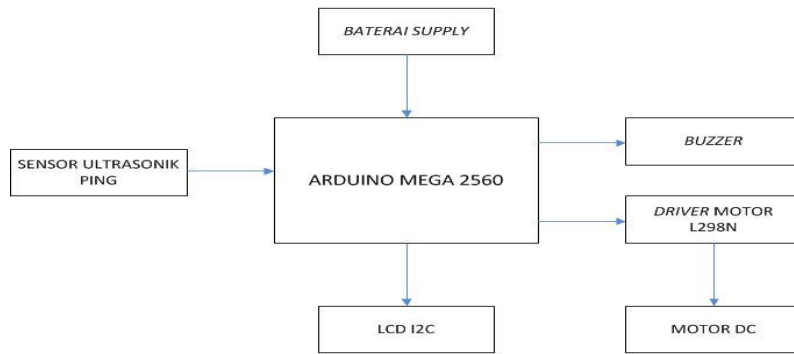 BATERAI SUPPLY
SENSOR ULTRASONIK
PING
ARDUINO MEGA 2560
BUZZER
DRIVER MOTOR
L298N
LCD I2C
MOTOR DC